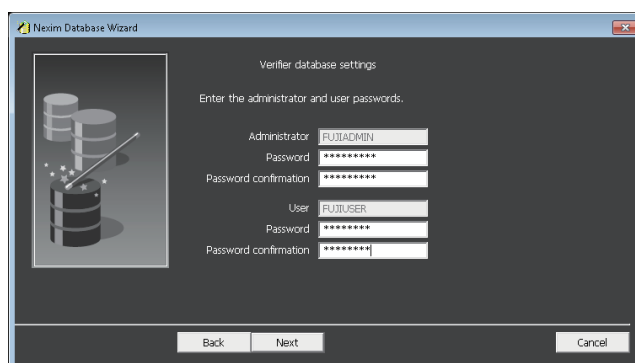 Nexim Database Wizard
Verifier database settings
Enter the administrator and user passwords.
Administrator FUJIADMIN
Password *********
Password confirmation *********
User FUJIUSER
Password ********
Password confirmation ********
Back Next Cancel